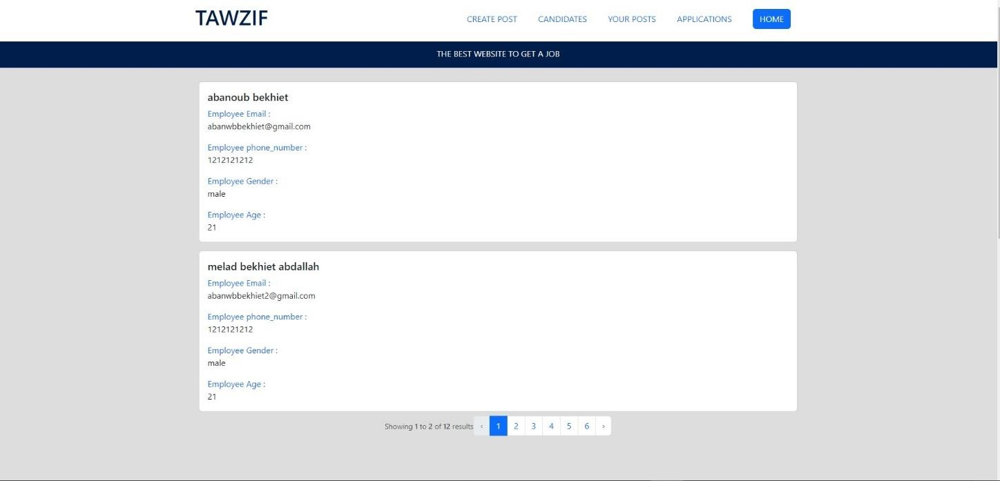 TAWZIF
CREATE POST CANDIDATES YOUR POSTS APPLICATIONS HOME
THE BEST WEBSITE TO GET A JOB
abanoub bekhiet
Employee Email :
abanwbbekhiet@gmail.com
Employee phone_number :
1212121212
Employee Gender :
male
Employee Age :
21
melad bekhiet abdallah
Employee Email :
abanwbbekhiet2@gmail.com
Employee phone_number :
1212121212
Employee Gender :
male
Employee Age :
21
Showing 1 to 2 of 12 results ‹ 1 2 3 4 5 6 ›